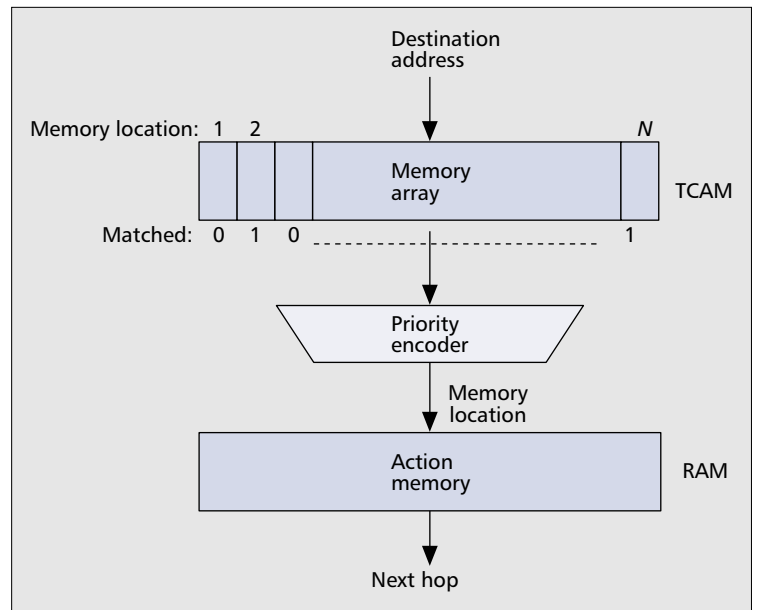 Destination
address
Memory location: 1 2 N
Memory
array
TCAM
Matched: 0 1 0 1
Priority
encoder
Memory
location
Action
memory
RAM
Next hop